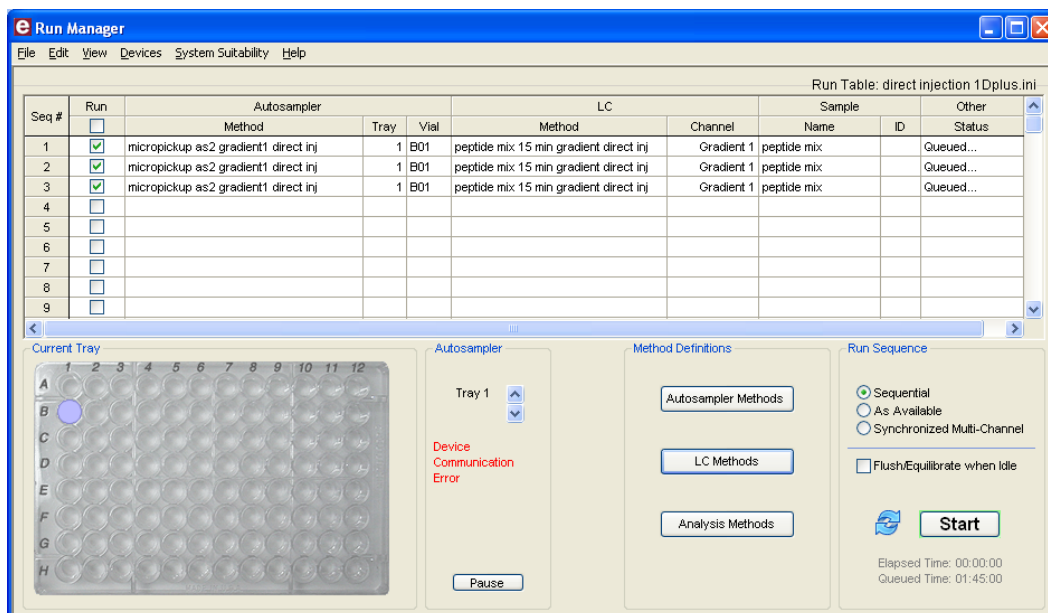 e Run Manager
File Edit View Devices System Suitability Help
Run Table: direct injection 1Dplus.ini
Seq # Run Autosampler LC Sample Other
Method Tray Vial Method Channel Name ID Status
1 micropickup as2 gradient1 direct inj 1 B01 peptide mix 15 min gradient direct inj Gradient 1 peptide mix Queued...
2 micropickup as2 gradient1 direct inj 1 B01 peptide mix 15 min gradient direct inj Gradient 1 peptide mix Queued...
3 micropickup as2 gradient1 direct inj 1 B01 peptide mix 15 min gradient direct inj Gradient 1 peptide mix Queued...
4
5
6
7
8
9
Current Tray
1 2 3 4 5 6 7 8 9 10 11 12
A
B
C
D
E
F
G
H
Autosampler
Tray 1
Device
Communication
Error
Pause
Method Definitions
Autosampler Methods
LC Methods
Analysis Methods
Run Sequence
Sequential
As Available
Synchronized Multi-Channel
Flush/Equilibrate when Idle
Start
Elapsed Time: 00:00:00
Queued Time: 01:45:00